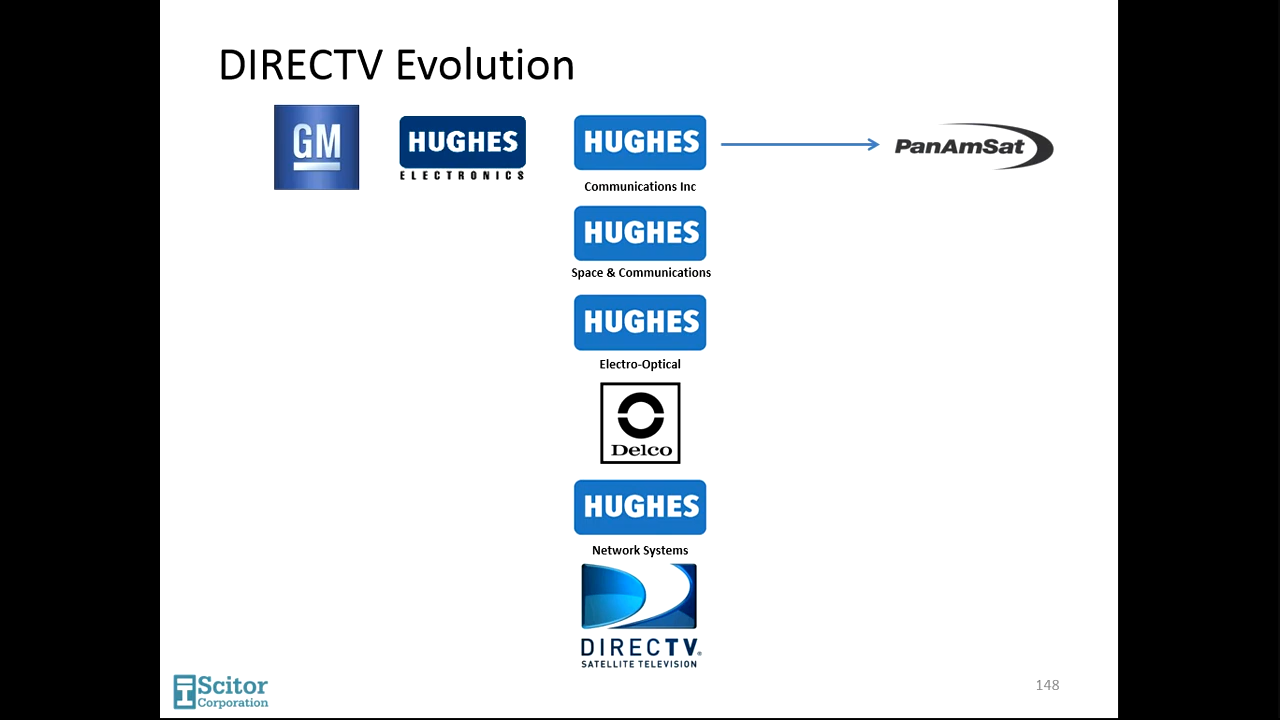 DIRECTV Evolution
GM
HUGHES
ELECTRONICS
HUGHES
Communications Inc
PanAmSat
HUGHES
Space & Communications
HUGHES
Electro-Optical
Delco
HUGHES
Network Systems
DIRECTV®
SATELLITE TELEVISION
Scitor
Corporation
148